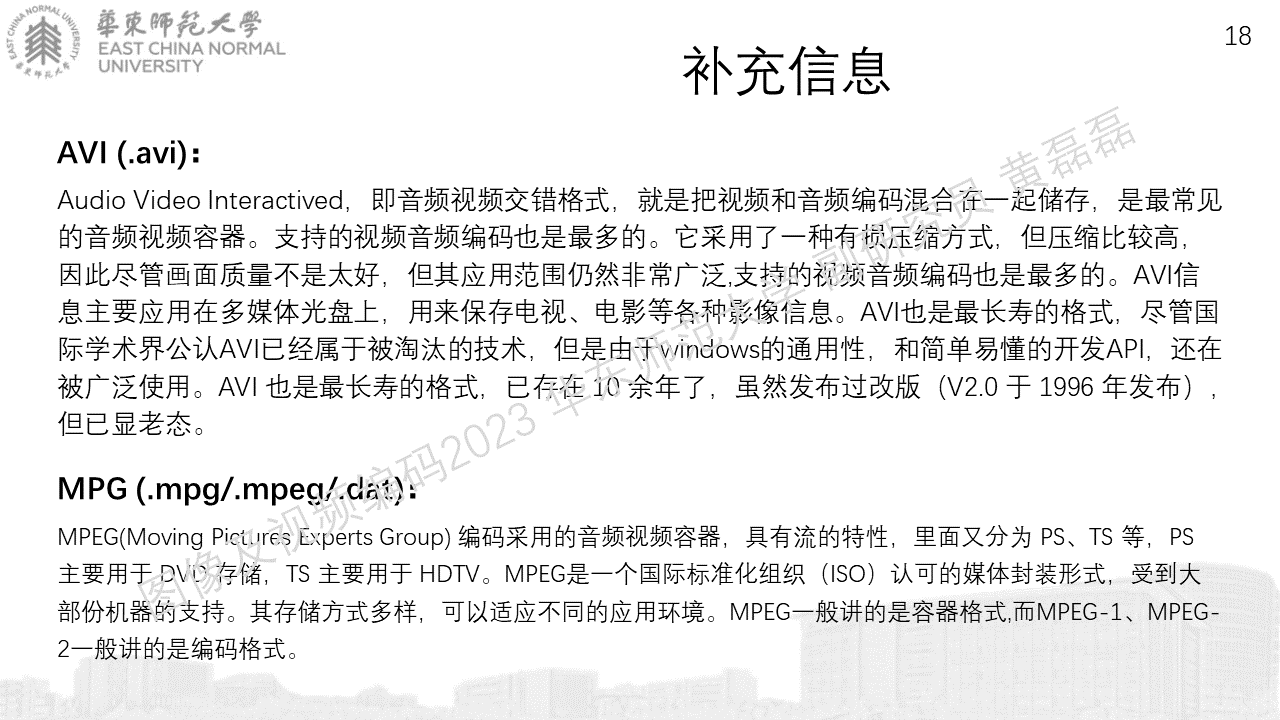 華東師范大學
EAST CHINA NORMAL
UNIVERSITY
EAST CHINA NORMAL UNIVERSITY
華東師范大學
18
补充信息
AVI (.avi)：
Audio Video Interactived，即音频视频交错格式，就是把视频和音频编码混合在一起储存，是最常见
的音频视频容器。支持的视频音频编码也是最多的。它采用了一种有损压缩方式，但压缩比较高，
因此尽管画面质量不是太好，但其应用范围仍然非常广泛,支持的视频音频编码也是最多的。AVI信
息主要应用在多媒体光盘上，用来保存电视、电影等各种影像信息。AVI也是最长寿的格式，尽管国
际学术界公认AVI已经属于被淘汰的技术，但是由于windows的通用性，和简单易懂的开发API，还在
被广泛使用。AVI 也是最长寿的格式，已存在 10 余年了，虽然发布过改版（V2.0 于 1996 年发布），
但已显老态。
MPG (.mpg/.mpeg/.dat)：
MPEG(Moving Pictures Experts Group) 编码采用的音频视频容器，具有流的特性，里面又分为 PS、TS 等，PS
主要用于 DVD 存储，TS 主要用于 HDTV。MPEG是一个国际标准化组织（ISO）认可的媒体封装形式，受到大
部份机器的支持。其存储方式多样，可以适应不同的应用环境。MPEG一般讲的是容器格式,而MPEG-1、MPEG-
2一般讲的是编码格式。
图像及视频编码2023 华东师范大学 副研究员 黄磊磊